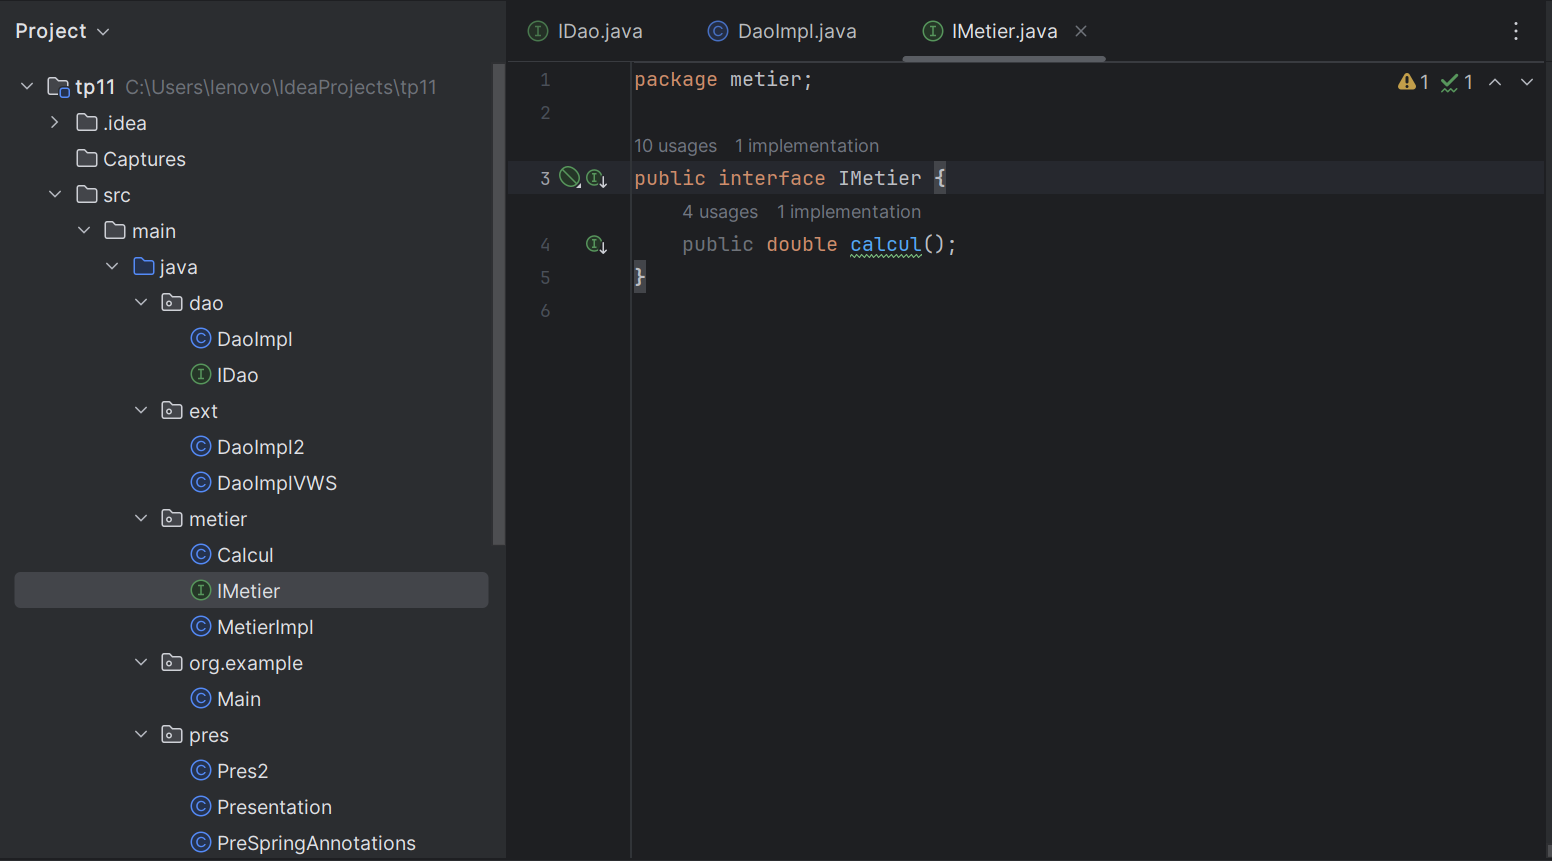 Project
tp11 C:\Users\lenovo\IdeaProjects\tp11
.idea
Captures
src
main
java
dao
DaoImpl
IDao
ext
DaoImpl2
DaoImplVWS
metier
Calcul
IMetier
MetierImpl
org.example
Main
pres
Pres2
Presentation
PreSpringAnnotations
IDao.java DaoImpl.java IMetier.java
1 package metier; 1 1
2
10 usages 1 implementation
3 public interface IMetier {
4 usages 1 implementation
4 public double calcul();
5 }
6